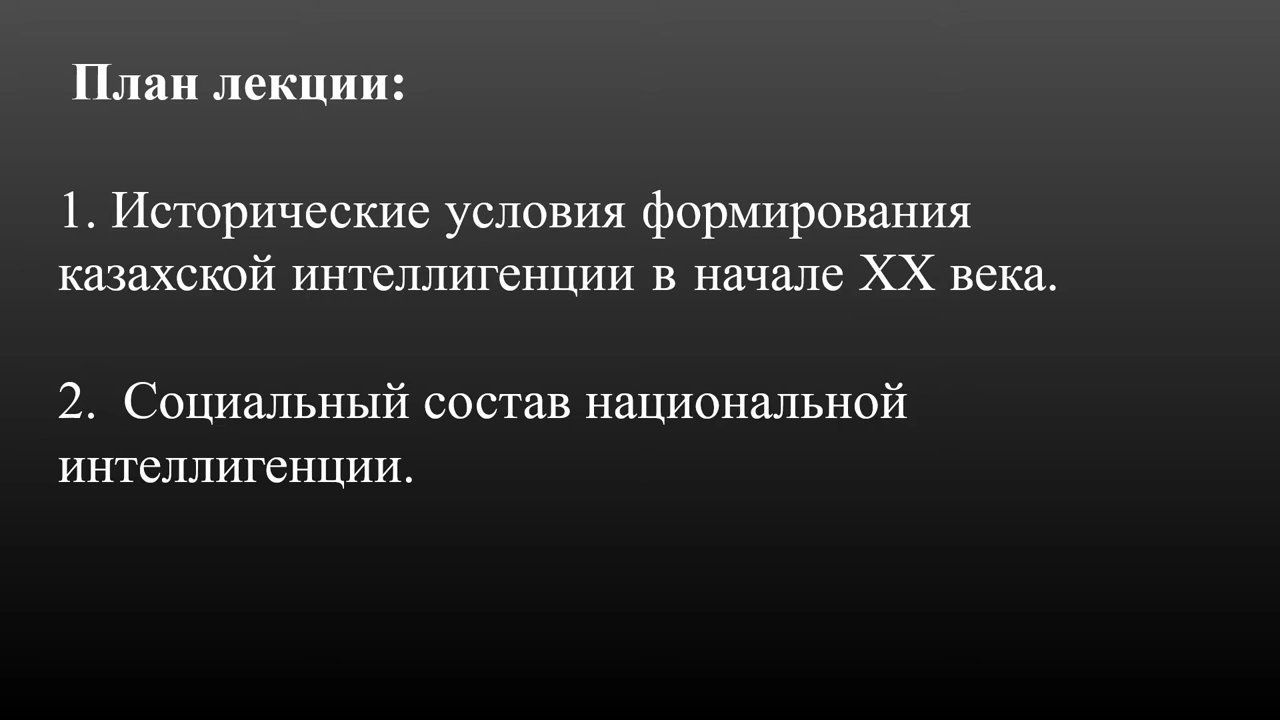 План лекции:
1. Исторические условия формирования
казахской интеллигенции в начале XX века.
2. Социальный состав национальной
интеллигенции.